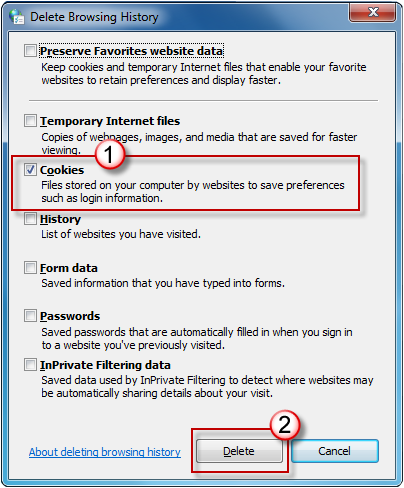 Delete Browsing History
Preserve Favorites website data
Keep cookies and temporary Internet files that enable your favorite
websites to retain preferences and display faster.
Temporary Internet files
Copies of webpages, images, and media that are saved for faster
viewing.
1
Cookies
Files stored on your computer by websites to save preferences
such as login information.
History
List of websites you have visited.
Form data
Saved information that you have typed into forms.
Passwords
Saved passwords that are automatically filled in when you sign in
to a website you've previously visited.
InPrivate Filtering data
Saved data used by InPrivate Filtering to detect where websites may
be automatically sharing details about your visit.
2
About deleting browsing history
Delete
Cancel